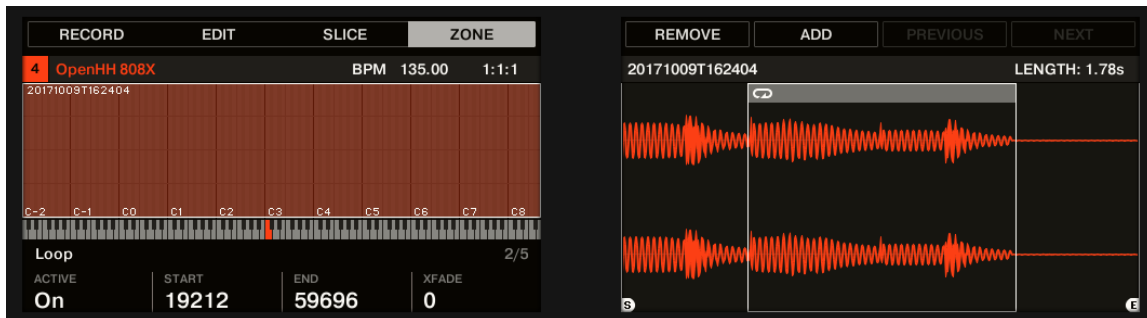 RECORD EDIT SLICE ZONE
4 OpenHH 808X BPM 135.00 1:1:1
20171009T162404
C-2 C-1 C0 C1 C2 C3 C4 C5 C6 C7 C8
Loop 2/5
ACTIVE START END XFADE
On 19212 59696 0
REMOVE ADD PREVIOUS NEXT
20171009T162404 LENGTH: 1.78s
S E